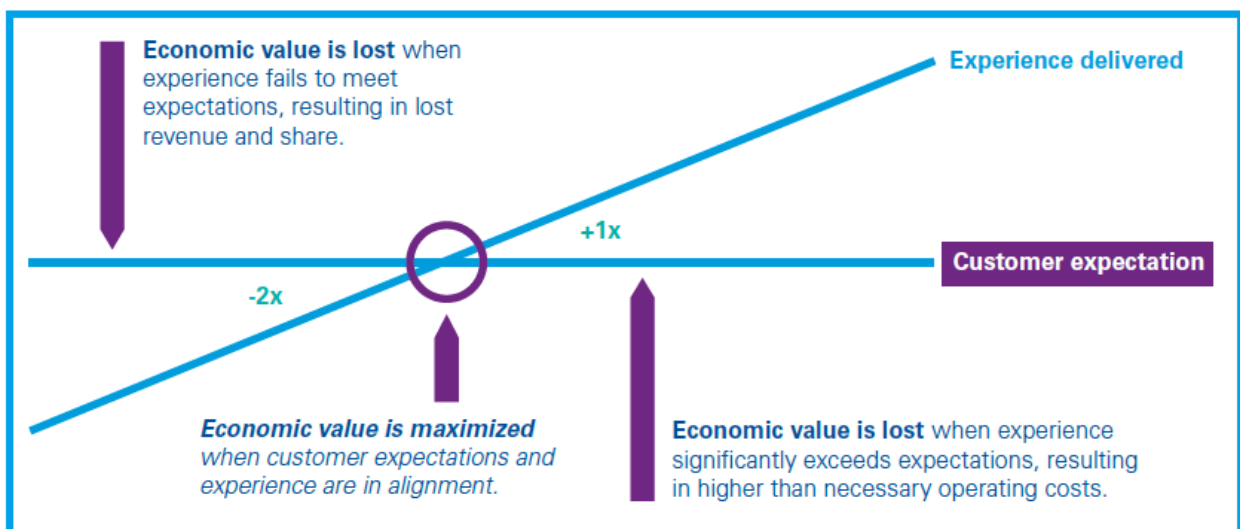 Economic value is lost when
experience fails to meet
expectations, resulting in lost
revenue and share.
Experience delivered
+1x
Customer expectation
-2x
Economic value is maximized
when customer expectations and
experience are in alignment.
Economic value is lost when experience
significantly exceeds expectations, resulting
in higher than necessary operating costs.